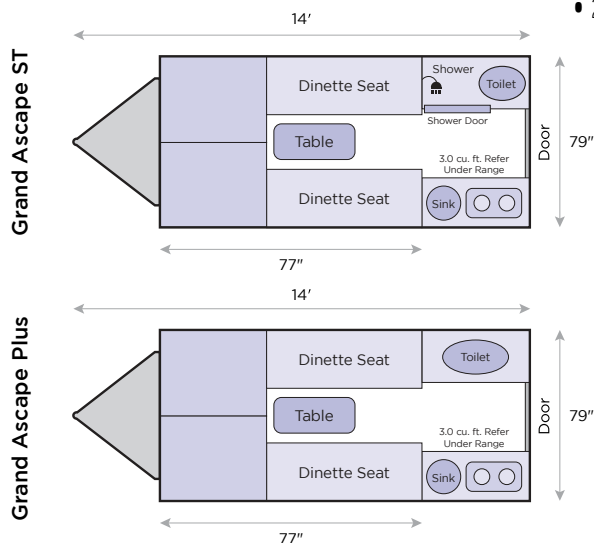 14'
Grand Ascape ST
Dinette Seat
Shower
Toilet
Shower Door
Table
3.0 cu. ft. Refer
Under Range
Door
79"
Dinette Seat
Sink
77"
14'
Grand Ascape Plus
Dinette Seat
Toilet
Table
3.0 cu. ft. Refer
Under Range
Door
79"
Dinette Seat
Sink
77"